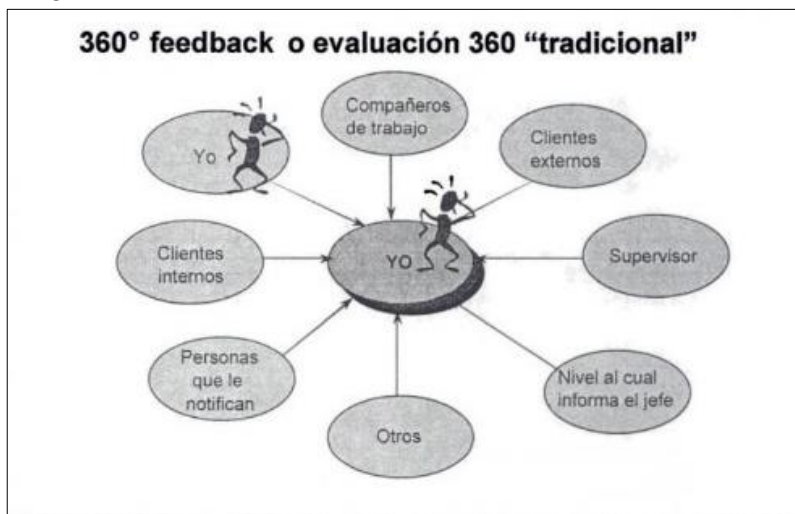 360° feedback o evaluación 360 “tradicional”
Yo
Compañeros
de trabajo
Clientes
externos
Clientes
internos
YO
Supervisor
Personas
que le
notifican
Otros
Nivel al cual
informa el jefe